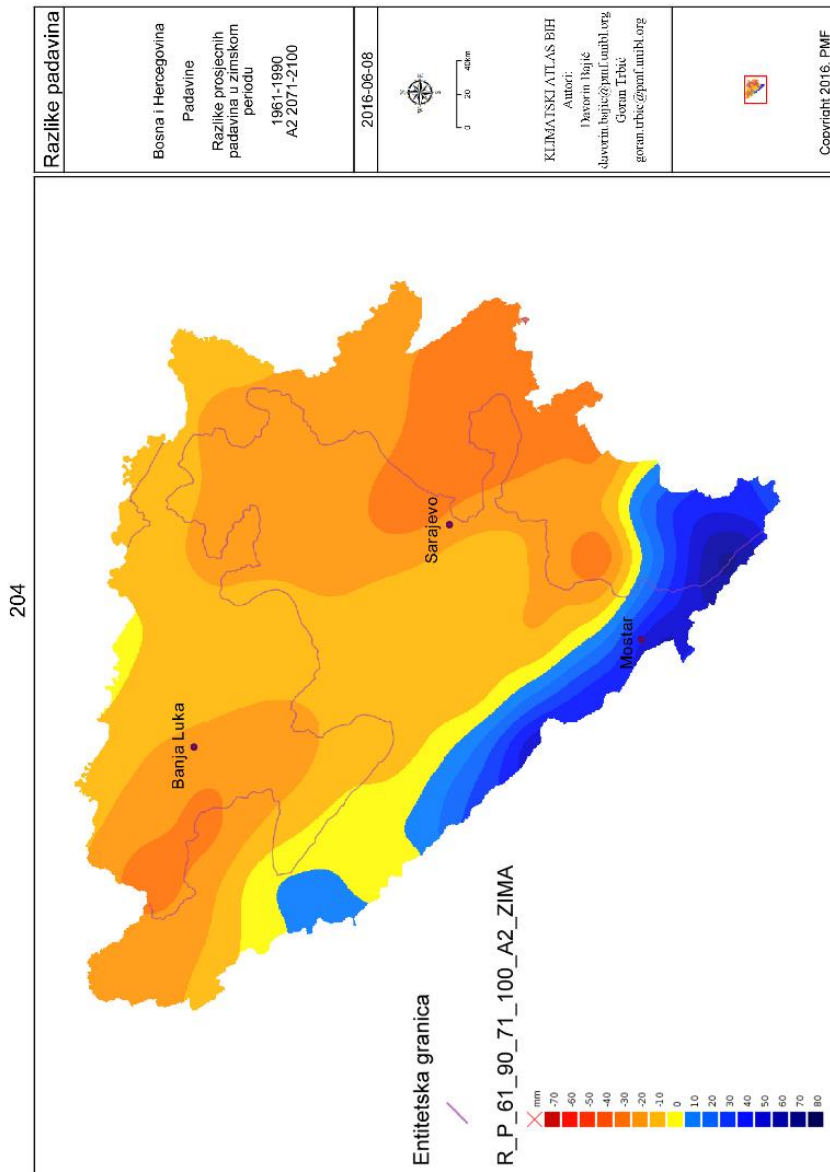 204
Razlike padavina
Bosna i Hercegovina
Padavine
Razlike prosjecnih
padavina u zimskom
periodu
1961-1990
A2 2071-2100
2016-06-08
N
E
S
W
0 20 40km
KLIMATSKI ATLAS BIH
Autori:
Davorin Bajić
davorin.bajic@pmf.unibl.org
Goran Trbić
goran.trbic@pmf.unibl.org
Copyright 2016. PMF
Banja Luka
Sarajevo
Mostar
Entitetska granica
R_P_61_90_71_100_A2_ZIMA
mm
-70
-60
-50
-40
-30
-20
-10
0
10
20
30
40
50
60
70
80